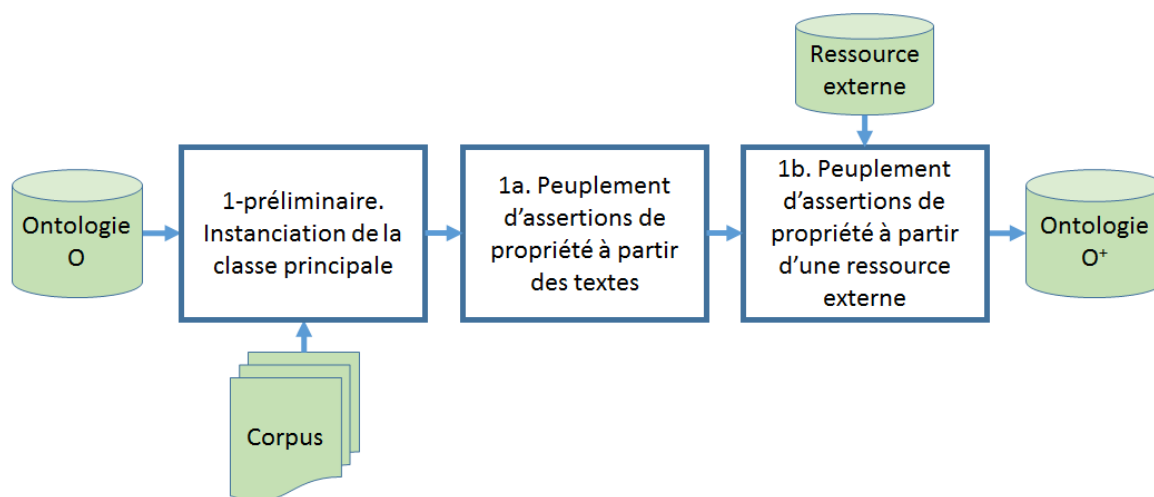 Ressource
externe
Ontologie
O
1-préliminaire.
Instanciation de la
classe principale
1a. Peuplement
d'assertions de
propriété à partir
des textes
1b. Peuplement
d'assertions de
propriété à partir
d'une ressource
externe
Ontologie
O⁺
Corpus